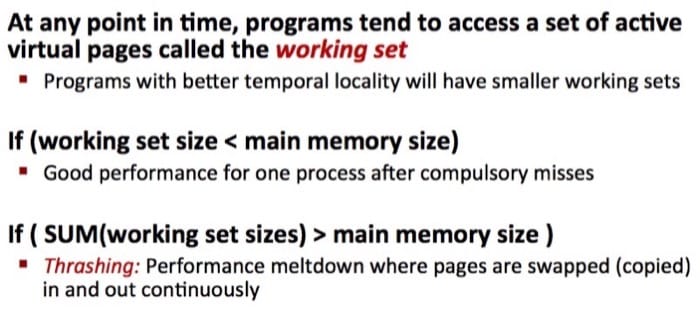 At any point in time, programs tend to access a set of active
virtual pages called the working set
▪ Programs with better temporal locality will have smaller working sets
If (working set size < main memory size)
▪ Good performance for one process after compulsory misses
If ( SUM(working set sizes) > main memory size )
▪ Thrashing: Performance meltdown where pages are swapped (copied)
in and out continuously